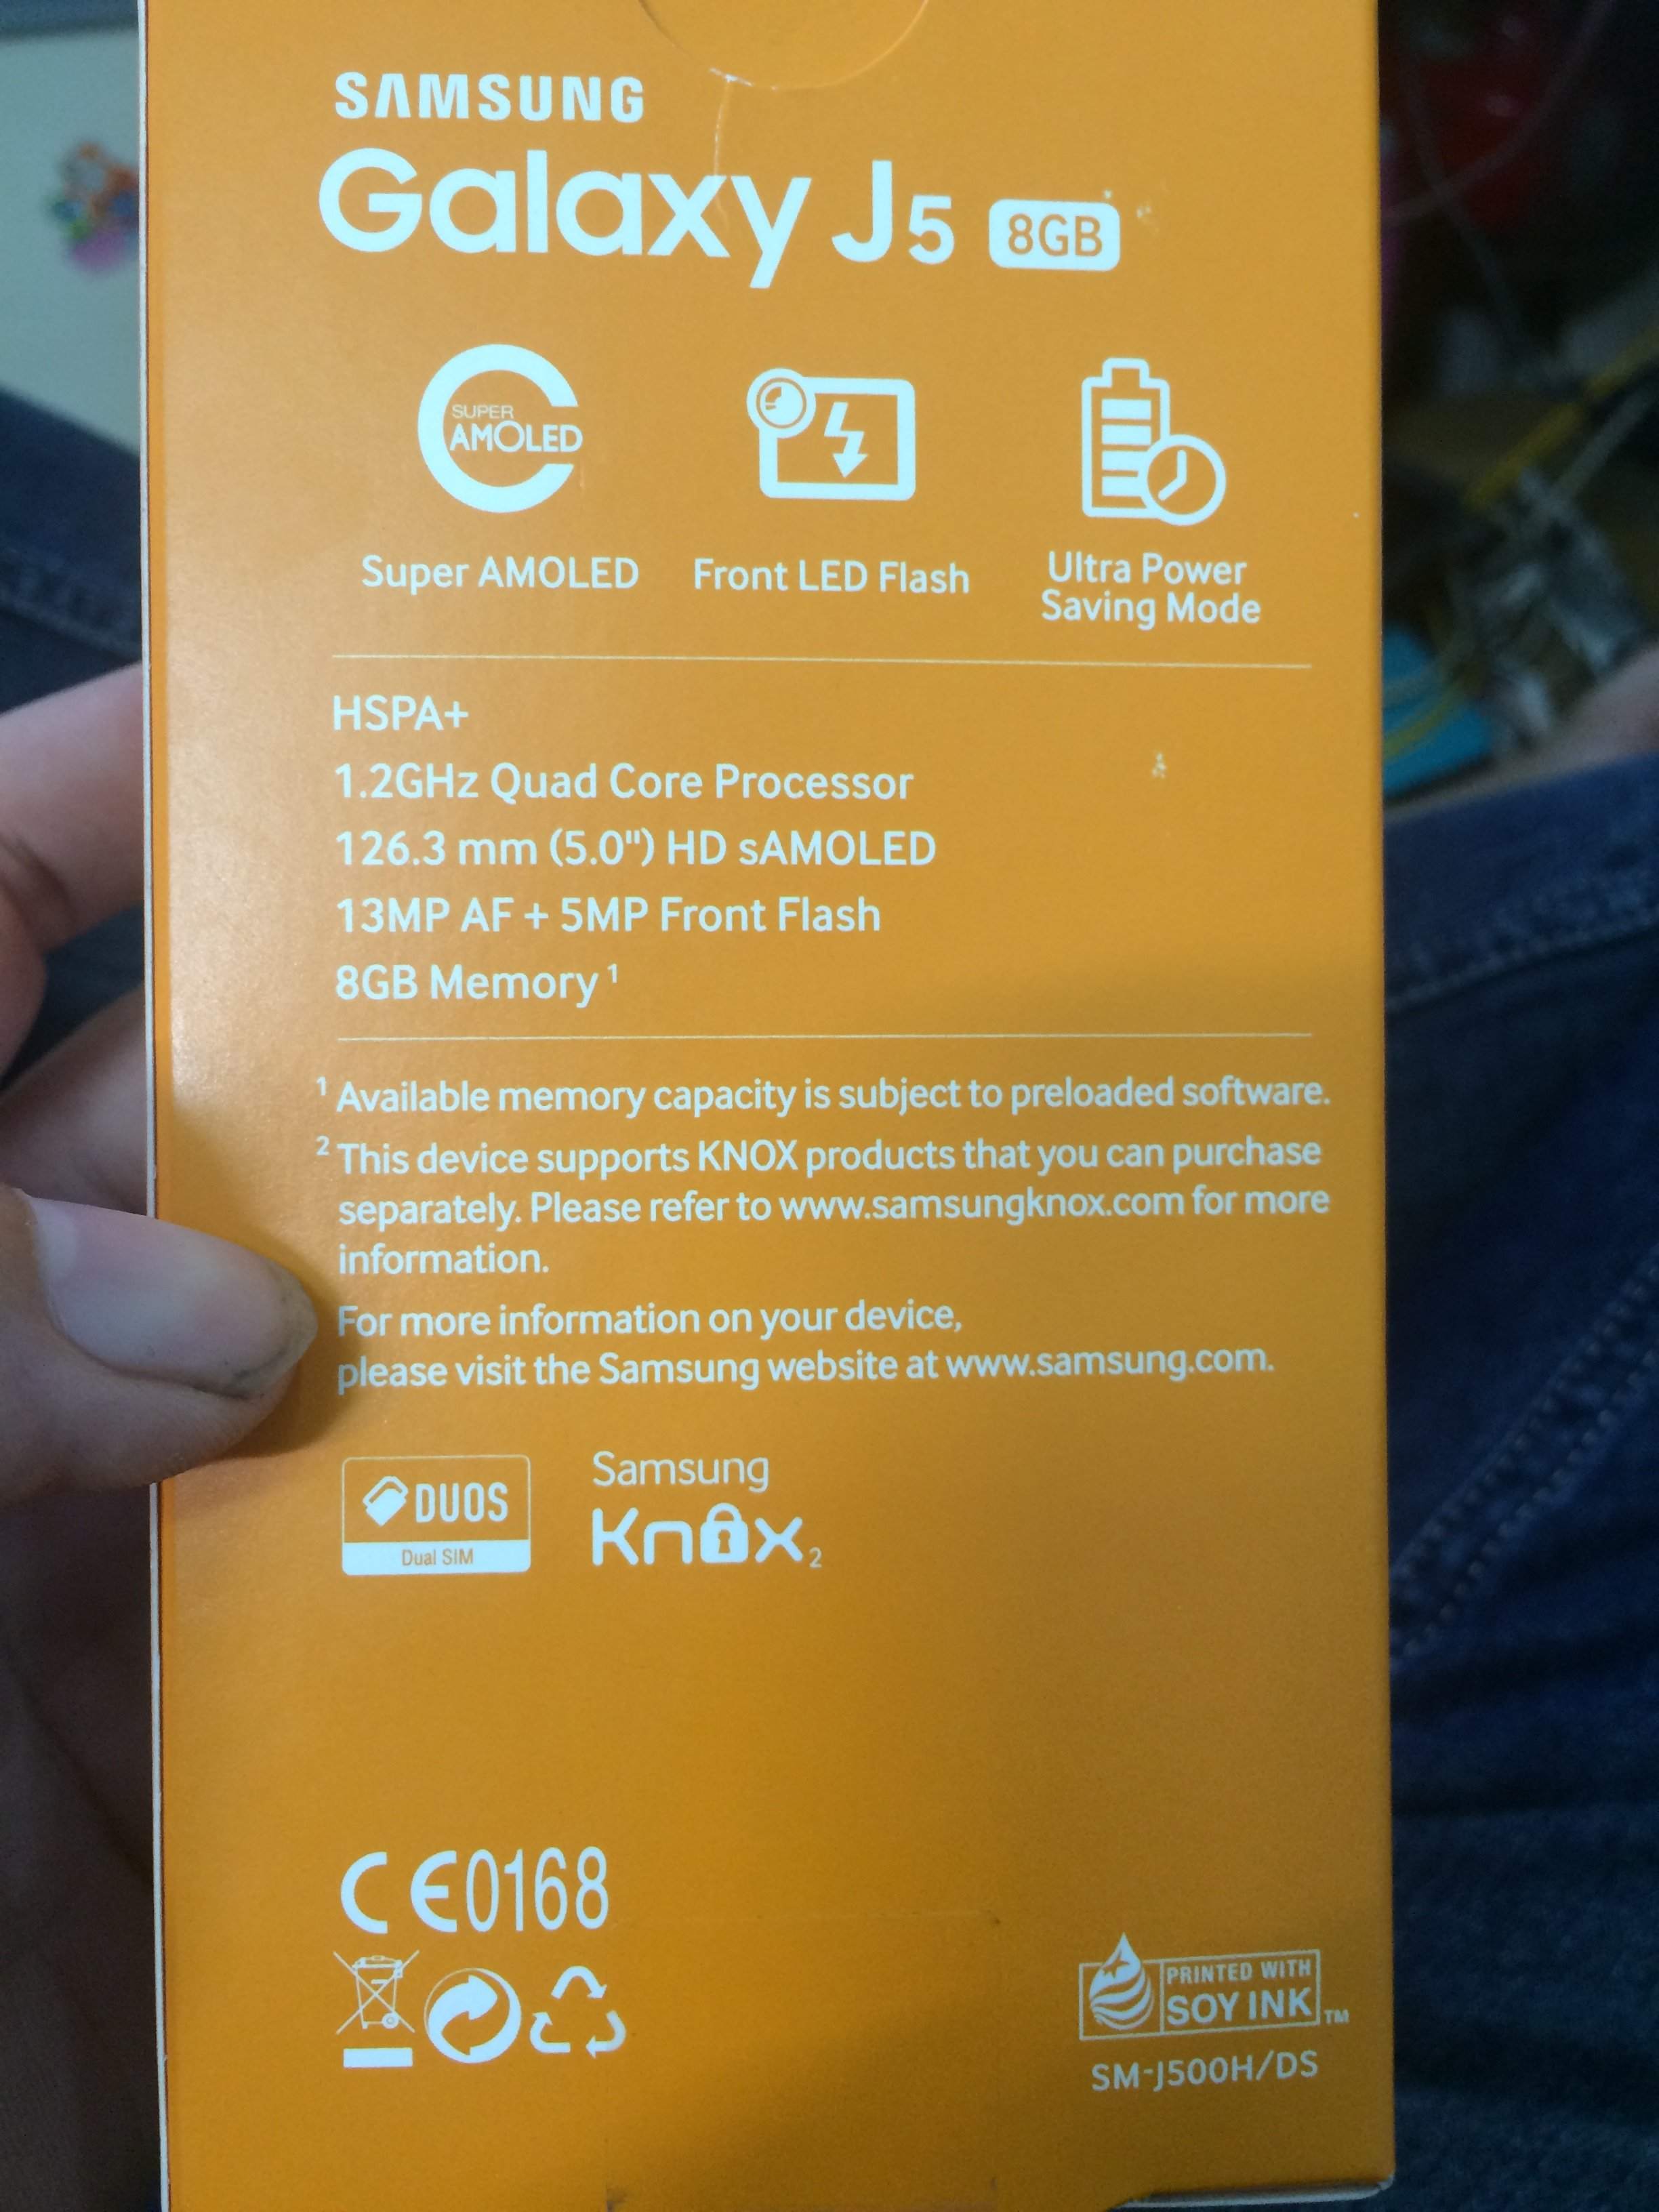 SAMSUNG
Galaxy J5 8GB
SUPER
AMOLED
Super AMOLED Front LED Flash Ultra Power
Saving Mode
HSPA+
1.2GHz Quad Core Processor
126.3 mm (5.0") HD sAMOLED
13MP AF + 5MP Front Flash
8GB Memory ¹
¹ Available memory capacity is subject to preloaded software.
² This device supports KNOX products that you can purchase
separately. Please refer to www.samsungknox.com for more
information.
For more information on your device,
please visit the Samsung website at www.samsung.com.
DUOS
Dual SIM
Samsung
Knox₂
CE0168
PRINTED WITH
SOY INK™
SM-J500H/DS